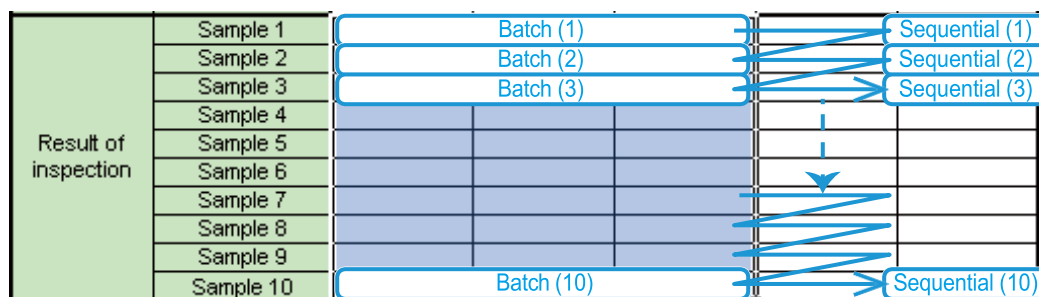 Sample 1 Batch (1) Sequential (1)
Sample 2 Batch (2) Sequential (2)
Sample 3 Batch (3) Sequential (3)
Sample 4
Result of inspection
Sample 5
Sample 6
Sample 7
Sample 8
Sample 9
Sample 10 Batch (10) Sequential (10)